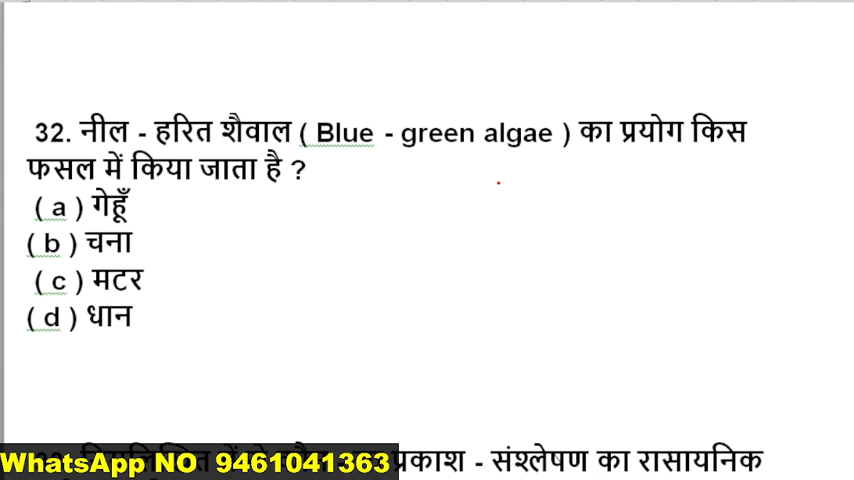 32. नील - हरित शैवाल ( Blue - green algae ) का प्रयोग किस
फसल में किया जाता है ?
( a ) गेहूँ
( b ) चना
( c ) मटर
( d ) धान
प्रकाश - संश्लेषण का रासायनिक
WhatsApp NO 9461041363